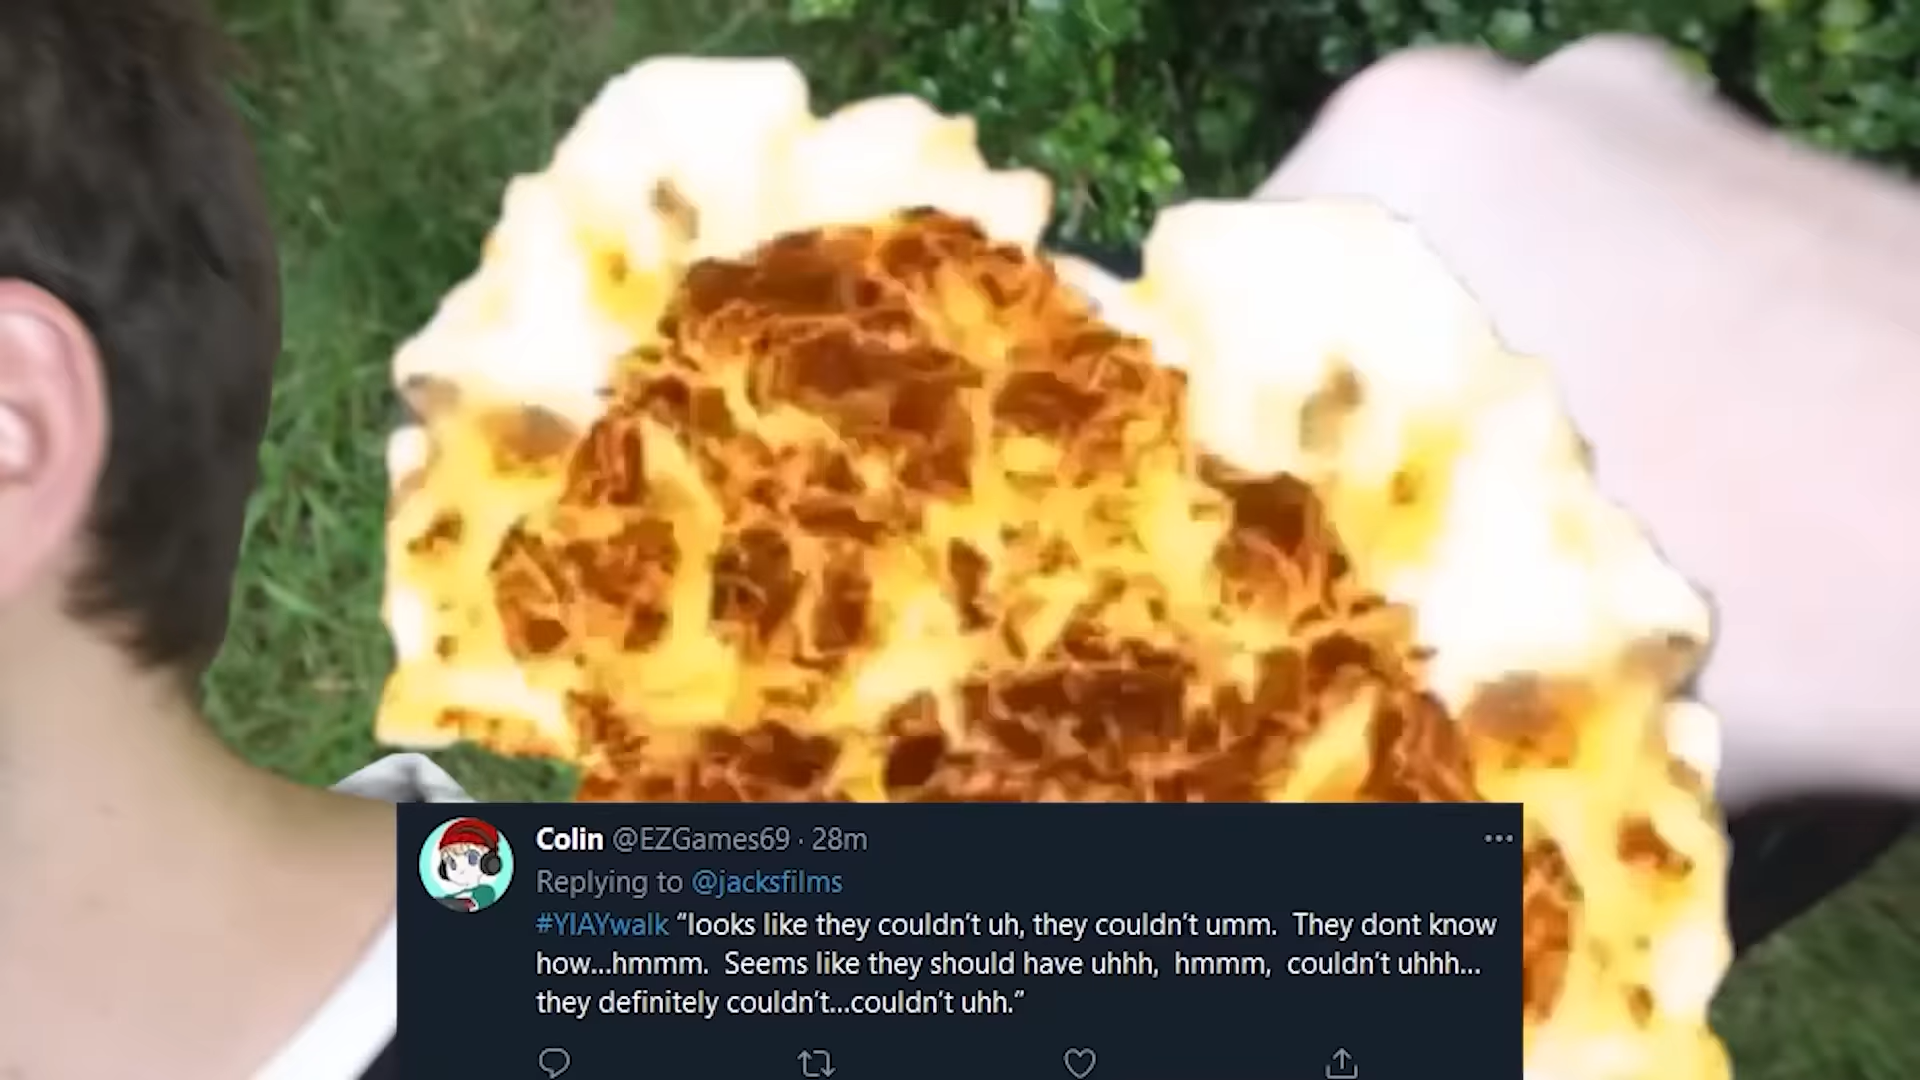 Colin @EZGames69 · 28m
Replying to @jacksfilms
#YIAYwalk “looks like they couldn’t uh, they couldn’t umm.  They dont know
how...hmmm.  Seems like they should have uhhh,  hmmm,  couldn’t uhhh...
they definitely couldn’t...couldn’t uhh.”